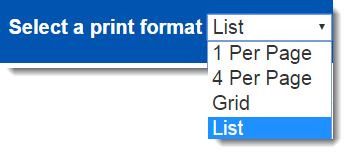 Select a print format List
1 Per Page
4 Per Page
Grid
List